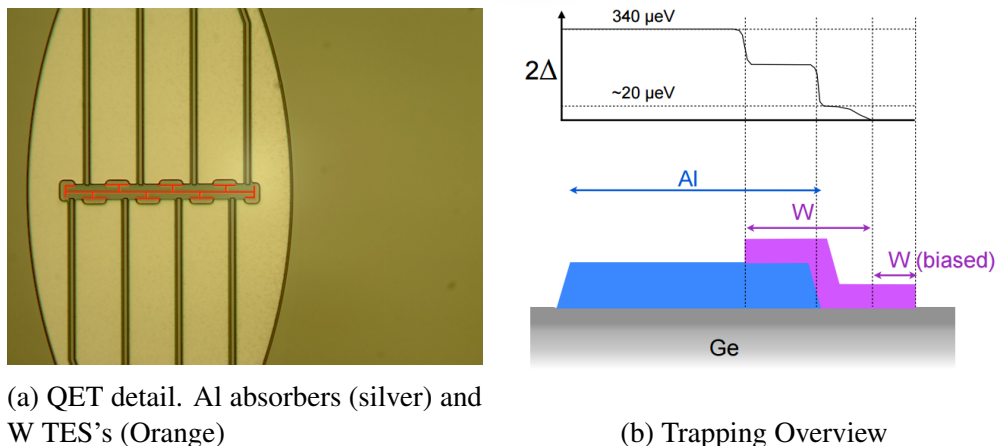 340 µeV
2Δ
~20 µeV
Al
W
W (biased)
Ge
(a) QET detail. Al absorbers (silver) and
W TES's (Orange)
(b) Trapping Overview